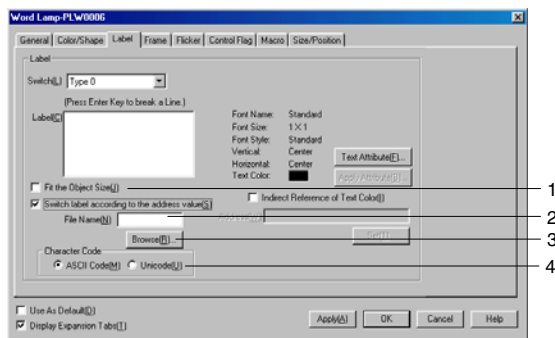 Word Lamp-PLW0006
General Color/Shape Label Frame Flicker Control Flag Macro Size/Position
Label
Switch(L) Type 0
(Press Enter Key to break a Line.)
Label(C)
Font Name: Standard
Font Size: 1 X 1
Font Style: Standard
Vertical: Center
Horizontal: Center
Text Color:
Text Attribute(F)...
Apply Attribute(G)...
Fit the Object Size(J) 1
Indirect Reference of Text Color(I)
Switch label according to the address value(S)
File Name(N) 2
Browse(R)... 3
Character Code
ASCII Code(M) Unicode(U) 4
Use As Default(D)
Display Expansion Tabs(T)
Apply(A) OK Cancel Help